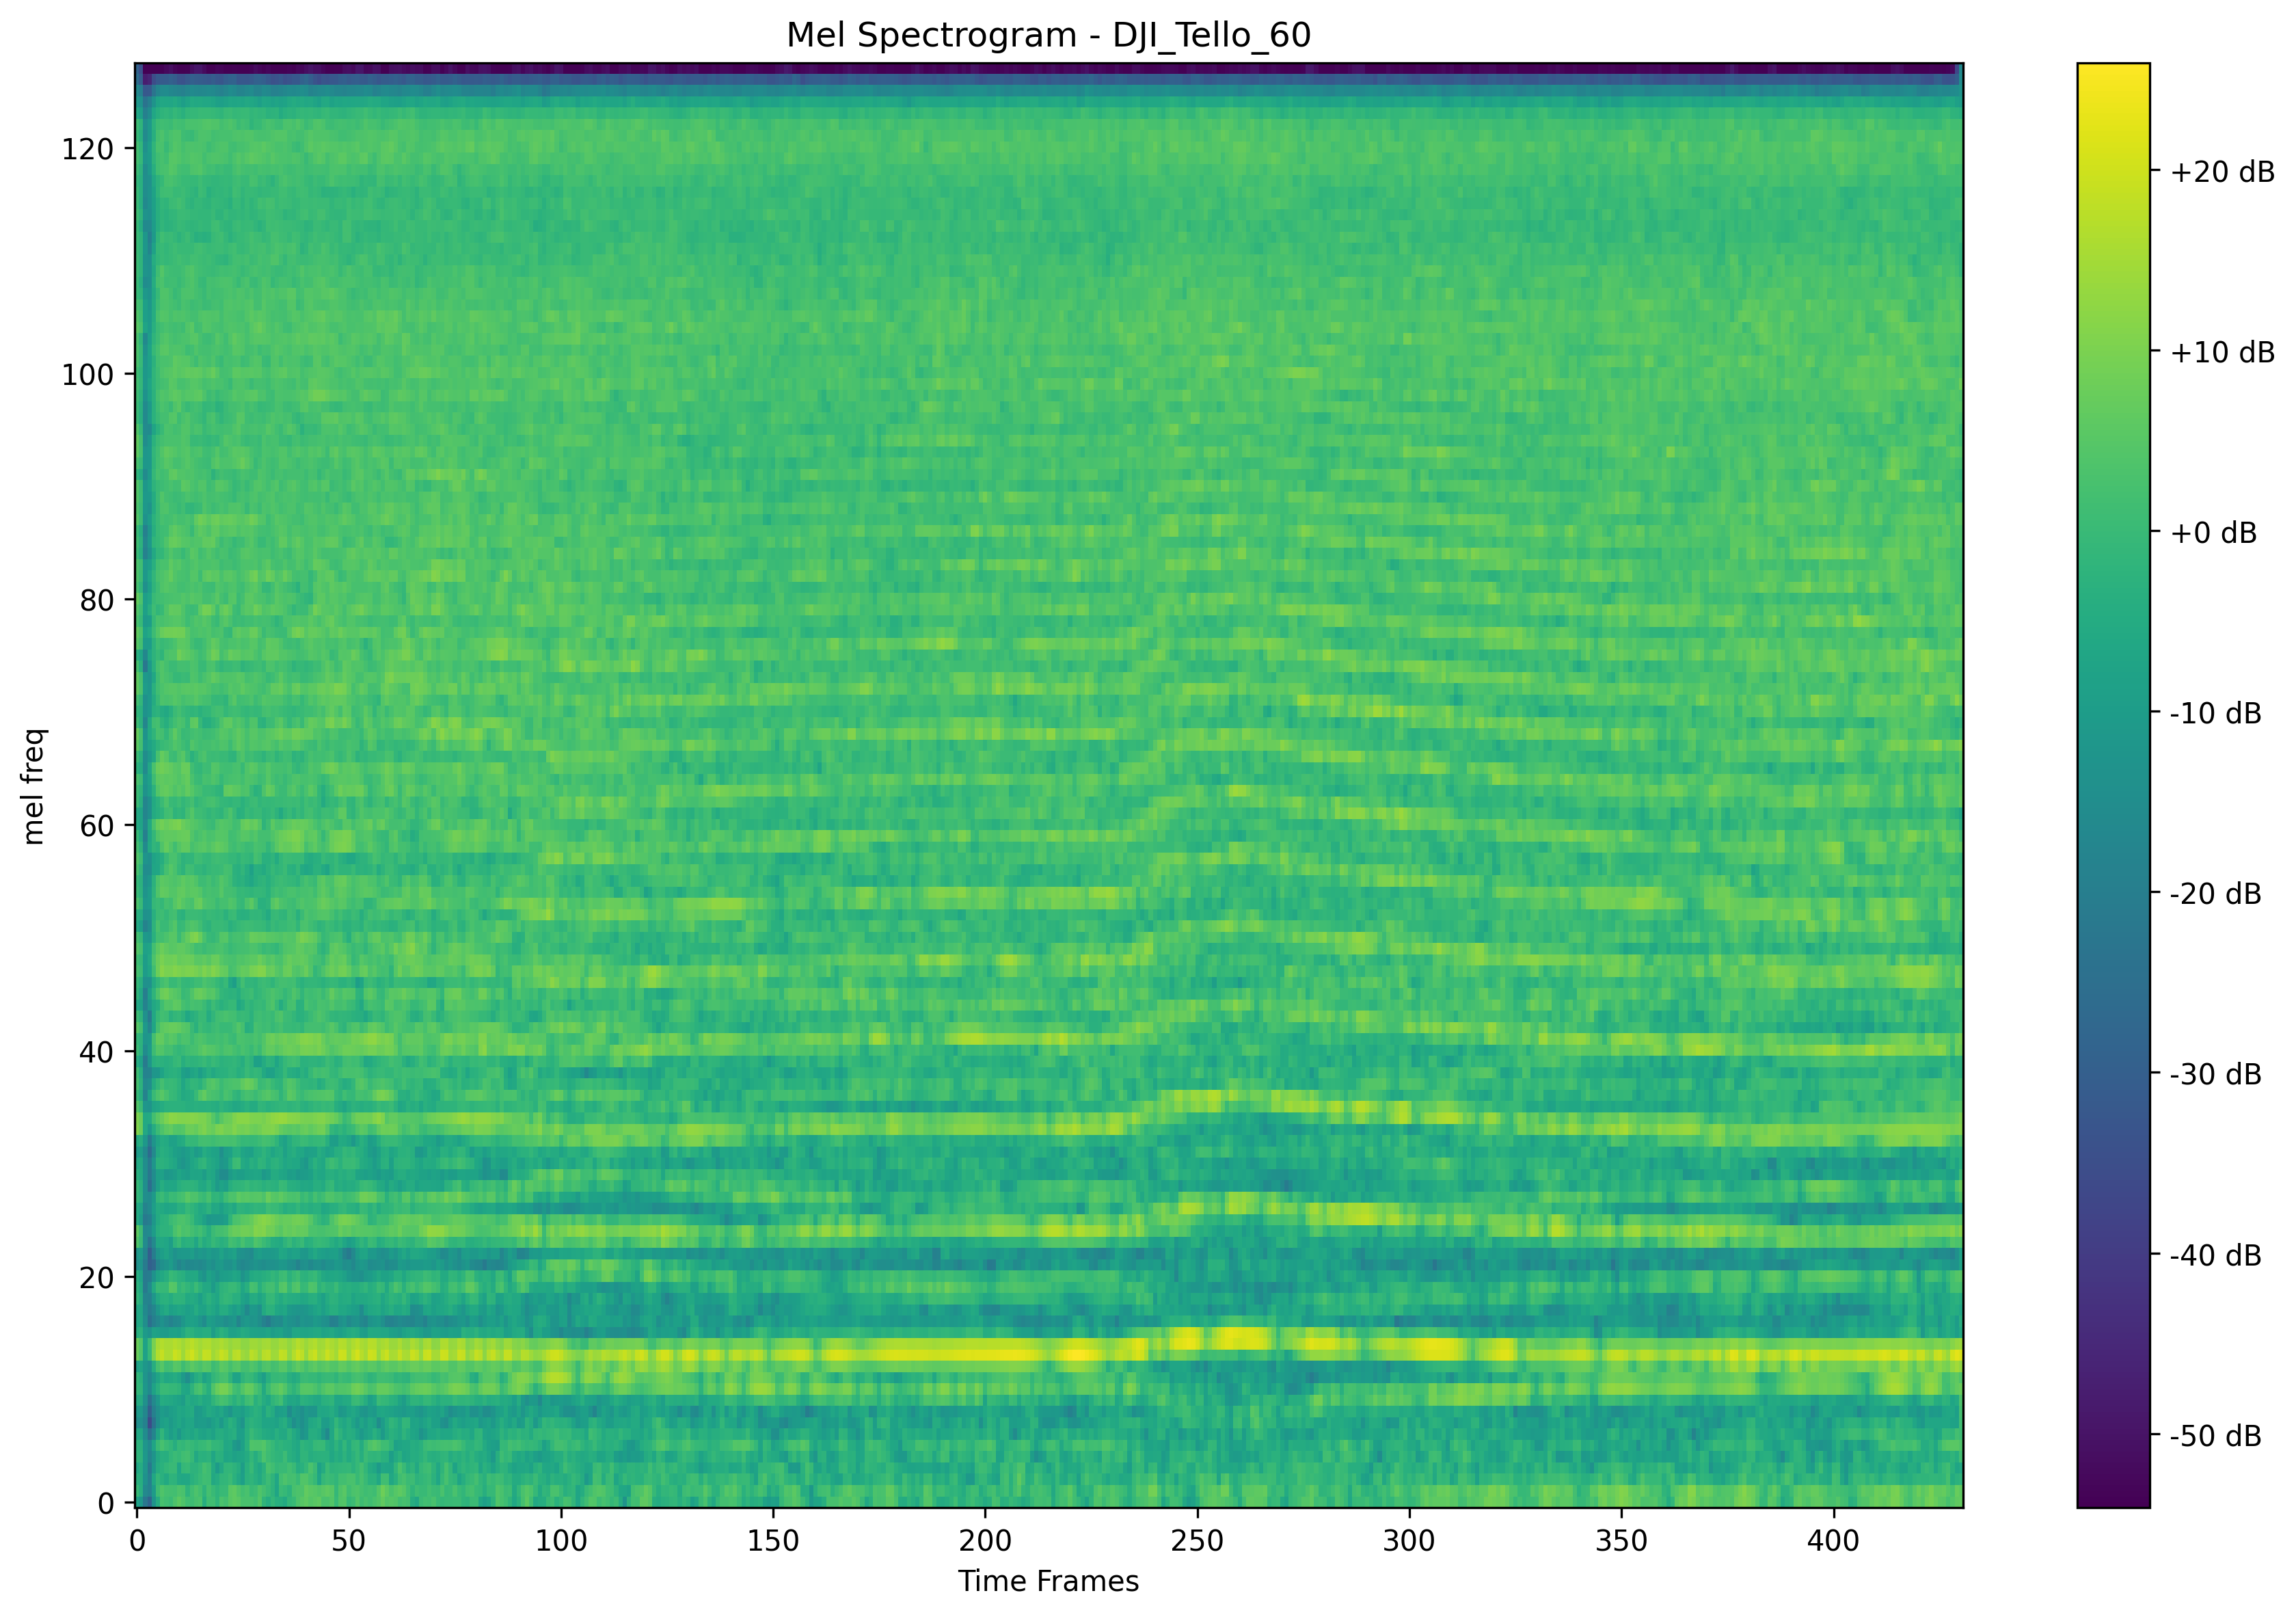 Mel Spectrogram - DJI_Tello_60
120
100
80
60
40
20
0
mel freq
0 50 100 150 200 250 300 350 400
Time Frames
+20 dB
+10 dB
+0 dB
-10 dB
-20 dB
-30 dB
-40 dB
-50 dB